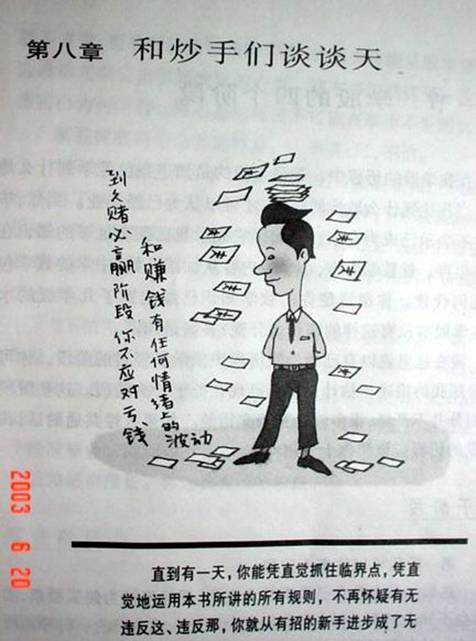 第八章 和炒手们谈谈天
到久赌必赢阶段你不应对亏钱
和赚钱有任何情绪上的波动
2003 6 20
直到有一天，你能凭直觉抓住临界点，凭直
觉地运用本书所讲的所有规则，不再怀疑有无
违反这、违反那，你就从有招的新手进步成了无